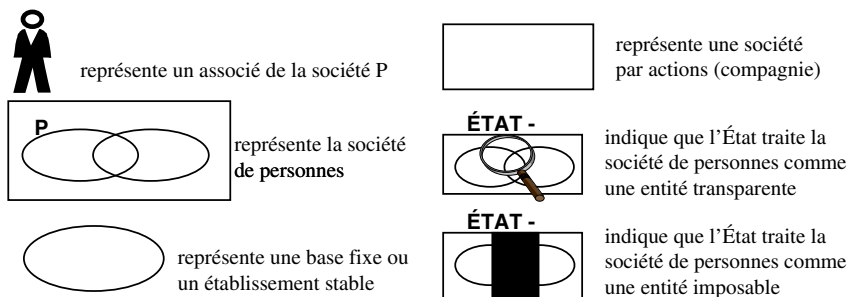 représente un associé de la société P
P
représente la société
de personnes
représente une base fixe ou
un établissement stable
représente une société
par actions (compagnie)
ÉTAT -
indique que l'État traite la
société de personnes comme
une entité transparente
ÉTAT -
indique que l'État traite la
société de personnes comme
une entité imposable